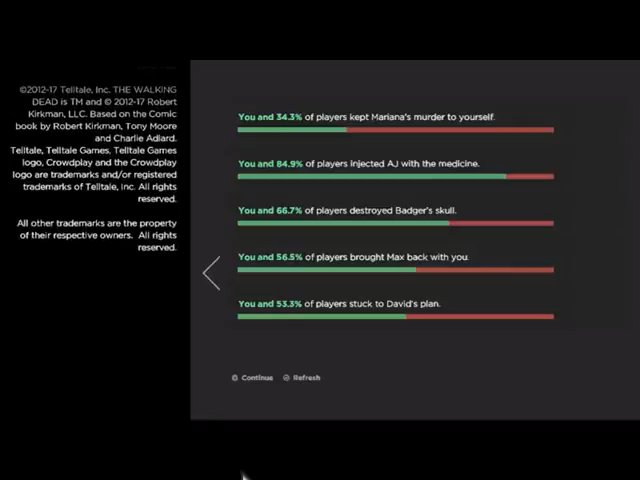 ©2012-17 Telltale, Inc. THE WALKING
DEAD is TM and © 2012-17 Robert
Kirkman, LLC. Based on the Comic
book by Robert Kirkman, Tony Moore
and Charlie Adlard.
Telltale, Telltale Games, Telltale Games
logo, Crowdplay and the Crowdplay
logo are trademarks and/or registered
trademarks of Telltale, Inc. All rights
reserved.
All other trademarks are the property
of their respective owners. All rights
reserved.
You and 34.3% of players kept Mariana's murder to yourself.
You and 84.9% of players injected AJ with the medicine.
You and 66.7% of players destroyed Badger's skull.
You and 56.5% of players brought Max back with you.
You and 53.3% of players stuck to David's plan.
Continue Refresh